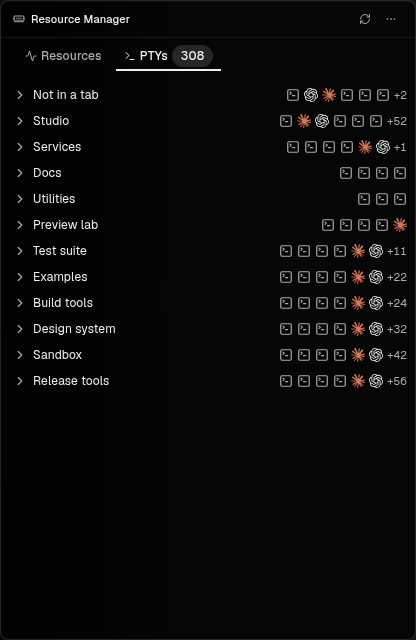 Resource Manager
Resources PTYs 308
Not in a tab +2
Studio +52
Services +1
Docs
Utilities
Preview lab
Test suite +11
Examples +22
Build tools +24
Design system +32
Sandbox +42
Release tools +56